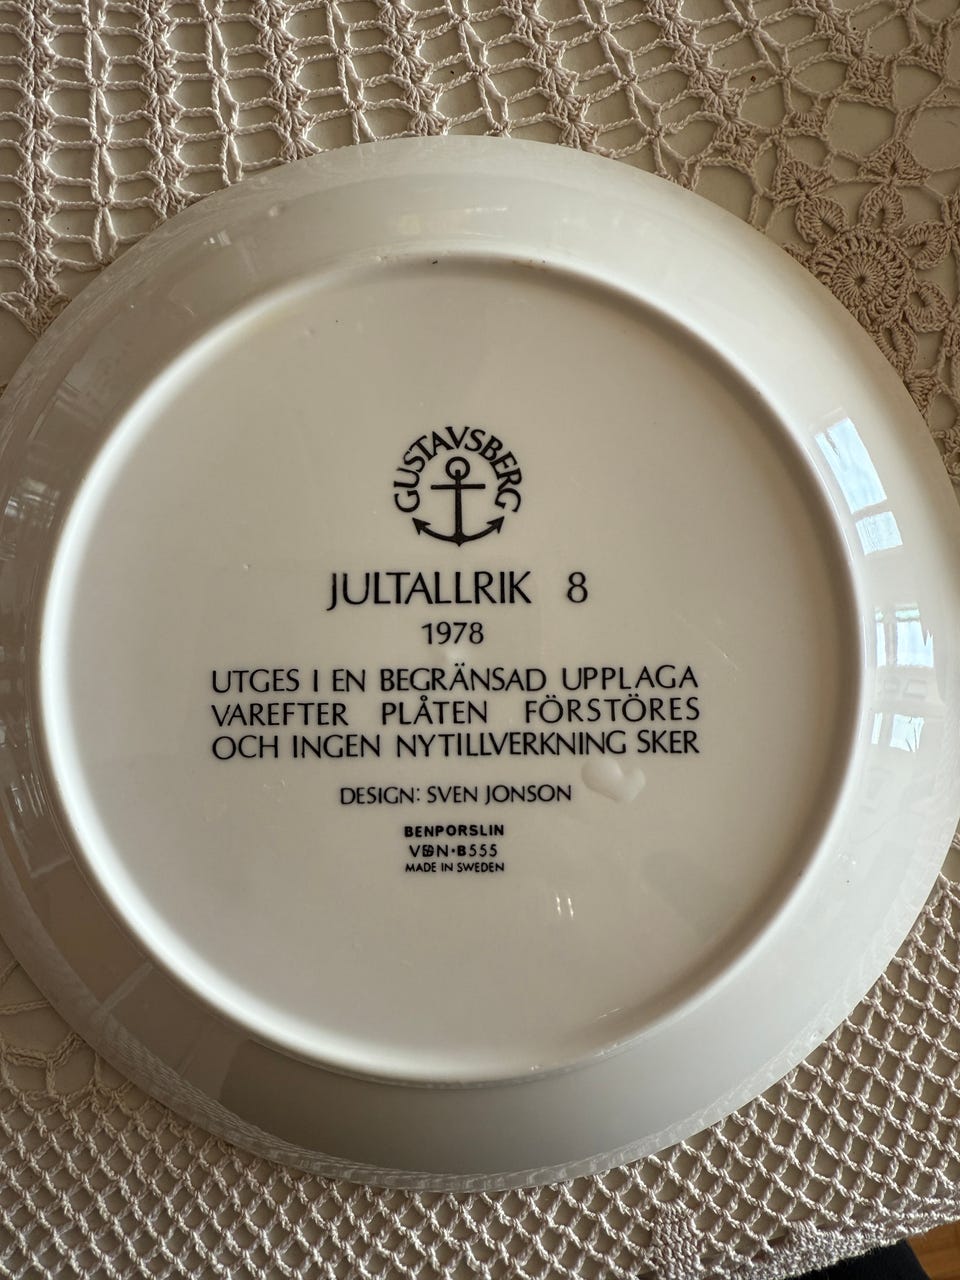 GUSTAVSBERG
JULTALLRIK 8
1978
UTGES I EN BEGRÄNSAD UPPLAGA
VAREFTER PLÅTEN FÖRSTÖRES
OCH INGEN NYTILLVERKNING SKER
DESIGN: SVEN JONSON
BENPORSLIN
VDN·B555
MADE IN SWEDEN